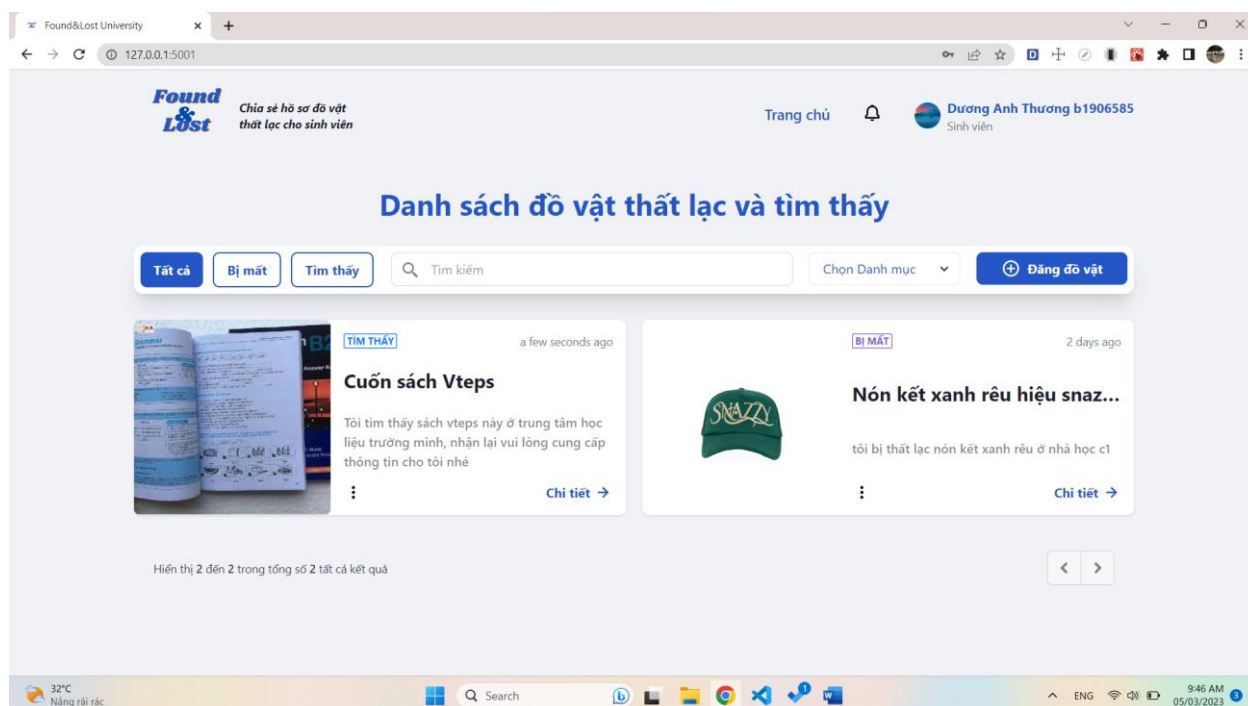 Found&Lost University
127.0.0.1:5001
Found
&
Lost
Chia sẻ hồ sơ đồ vật
thất lạc cho sinh viên
Trang chủ
Dương Anh Thương b1906585
Sinh viên
Danh sách đồ vật thất lạc và tìm thấy
Tất cả
Bị mất
Tìm thấy
Tìm kiếm
Chọn Danh mục
Đăng đồ vật
TÌM THẤY
a few seconds ago
Cuốn sách Vteps
Tôi tìm thấy sách vteps này ở trung tâm học
liệu trường mình, nhận lại vui lòng cung cấp
thông tin cho tôi nhé
Chi tiết
SNAZZY
BỊ MẤT
2 days ago
Nón kết xanh rêu hiệu snaz...
tôi bị thất lạc nón kết xanh rêu ở nhà học c1
Chi tiết
Hiển thị 2 đến 2 trong tổng số 2 tất cả kết quả
32°C
Nắng rải rác
Search
ENG
9:46 AM
05/03/2023
3